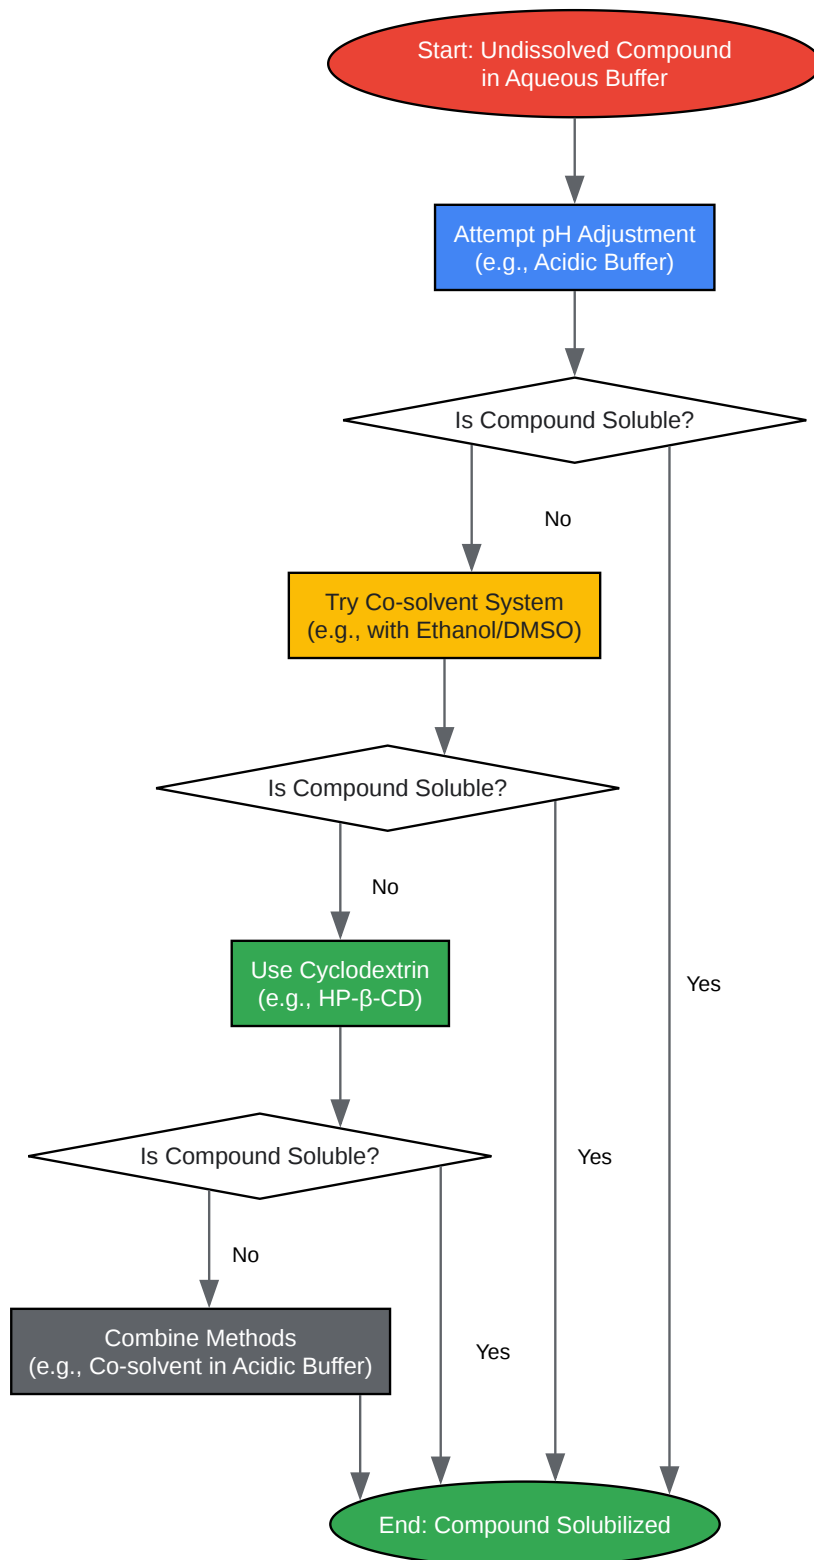 Start: Undissolved Compound
in Aqueous Buffer
Attempt pH Adjustment
(e.g., Acidic Buffer)
Is Compound Soluble?
No
Try Co-solvent System
(e.g., with Ethanol/DMSO)
Is Compound Soluble?
No
Use Cyclodextrin
(e.g., HP-β-CD)
Yes
Is Compound Soluble?
Yes
No
Combine Methods
(e.g., Co-solvent in Acidic Buffer)
Yes
End: Compound Solubilized